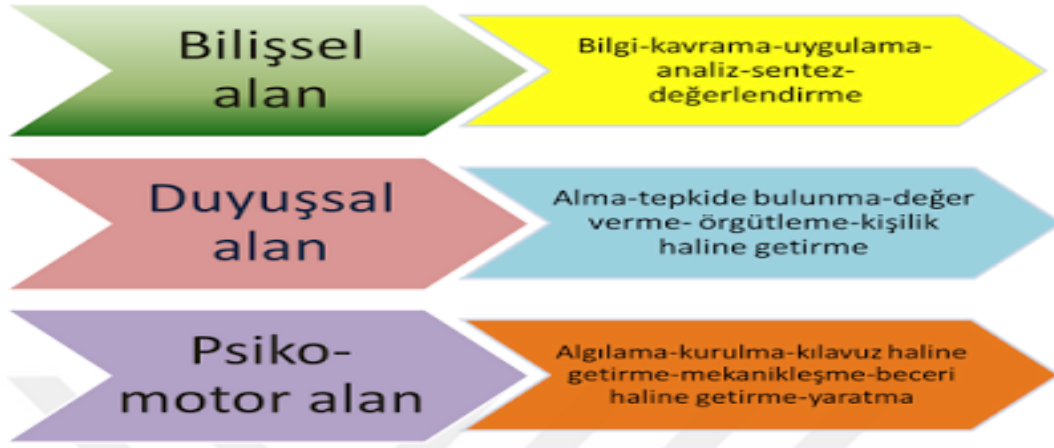 Bilişsel
alan
Bilgi-kavrama-uygulama-
analiz-sentez-
değerlendirme
Duyuşsal
alan
Alma-tepkide bulunma-değer
verme- örgütleme-kişilik
haline getirme
Psiko-
motor alan
Algılama-kurulma-kılavuz haline
getirme-mekanikleşme-beceri
haline getirme-yaratma